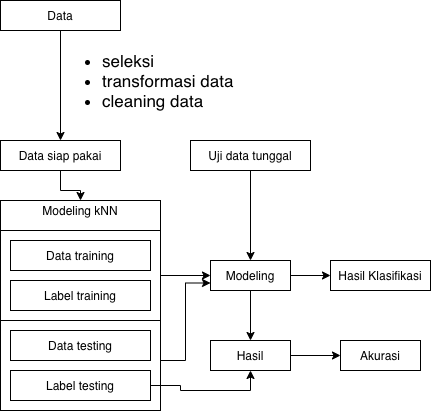 Data
• seleksi
• transformasi data
• cleaning data
Data siap pakai
Uji data tunggal
Modeling kNN
Data training
Label training
Data testing
Label testing
Modeling
Hasil Klasifikasi
Hasil
Akurasi